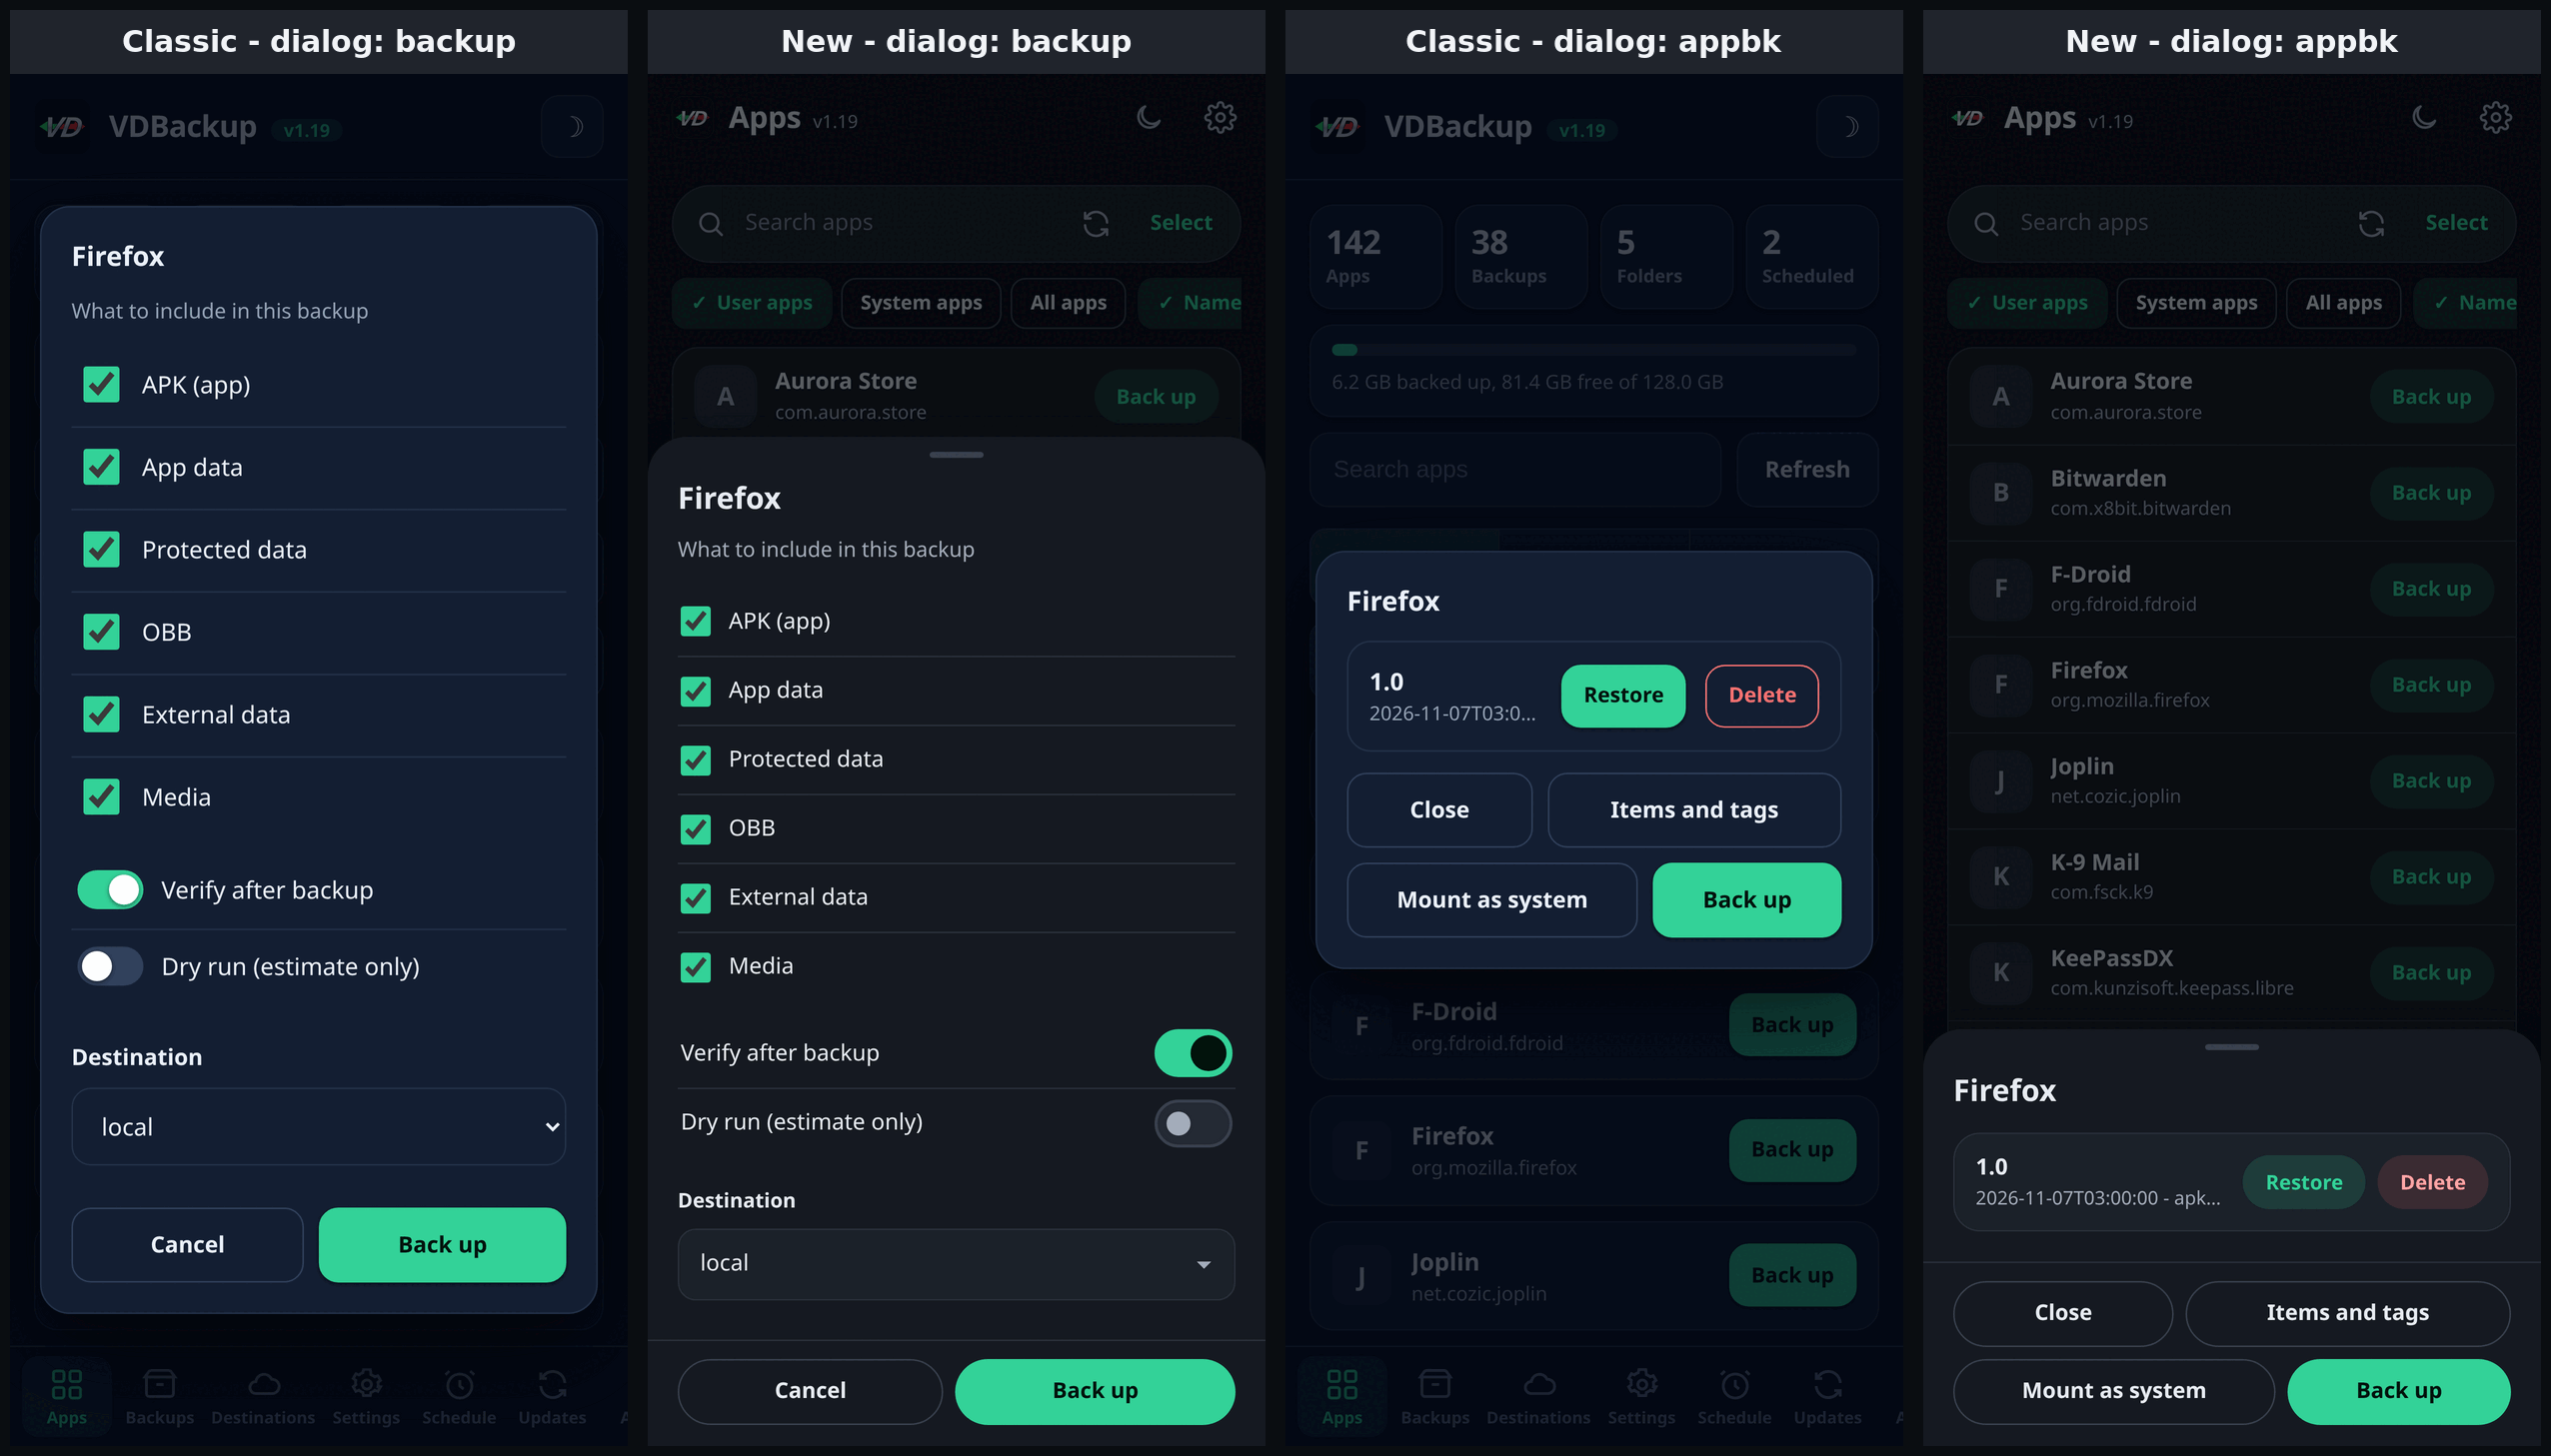 Classic - dialog: backup
VD VDBackup v1.19
Firefox
What to include in this backup
APK (app)
App data
Protected data
OBB
External data
Media
Verify after backup
Dry run (estimate only)
Destination
local
Cancel Back up
Apps Backups Destinations Settings Schedule Updates A
New - dialog: backup
VD Apps v1.19
Search apps Select
✓ User apps System apps All apps ✓ Name
A Aurora Store Back up
com.aurora.store
Firefox
What to include in this backup
APK (app)
App data
Protected data
OBB
External data
Media
Verify after backup
Dry run (estimate only)
Destination
local
Cancel Back up
Classic - dialog: appbk
VD VDBackup v1.19
142 38 5 2
Apps Backups Folders Scheduled
6.2 GB backed up, 81.4 GB free of 128.0 GB
Search apps Refresh
Firefox
1.0 Restore Delete
2026-11-07T03:0...
Close Items and tags
Mount as system Back up
F F-Droid Back up
org.fdroid.fdroid
F Firefox Back up
org.mozilla.firefox
J Joplin Back up
net.cozic.joplin
Apps Backups Destinations Settings Schedule Updates A
New - dialog: appbk
VD Apps v1.19
Search apps Select
✓ User apps System apps All apps ✓ Name
A Aurora Store Back up
com.aurora.store
B Bitwarden Back up
com.x8bit.bitwarden
F F-Droid Back up
org.fdroid.fdroid
F Firefox Back up
org.mozilla.firefox
J Joplin Back up
net.cozic.joplin
K K-9 Mail Back up
com.fsck.k9
K KeePassDX Back up
com.kunzisoft.keepass.libre
Firefox
1.0 Restore Delete
2026-11-07T03:00:00 - apk...
Close Items and tags
Mount as system Back up